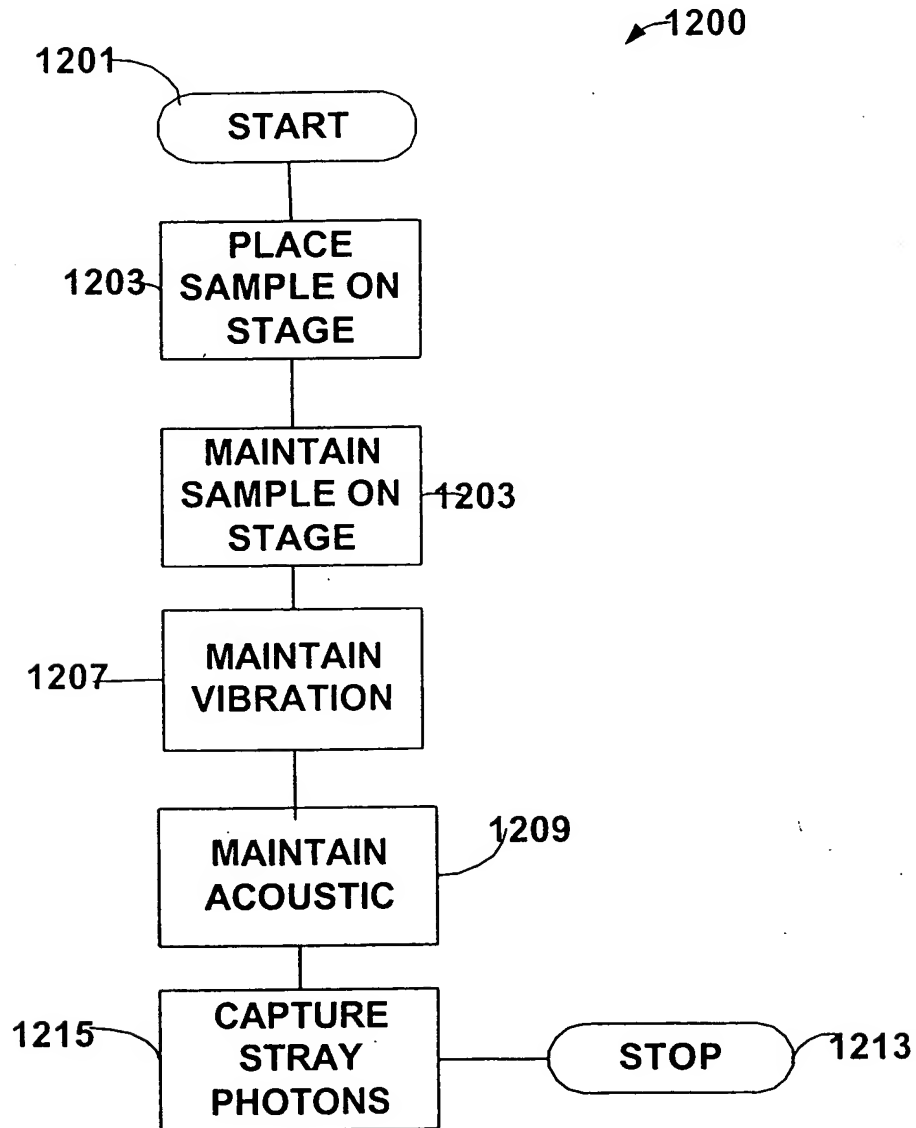 1200
1201
START
PLACE
SAMPLE ON
STAGE
1203
MAINTAIN
SAMPLE ON
STAGE
1203
MAINTAIN
VIBRATION
1207
MAINTAIN
ACOUSTIC
1209
CAPTURE
STRAY
PHOTONS
1215
STOP
1213